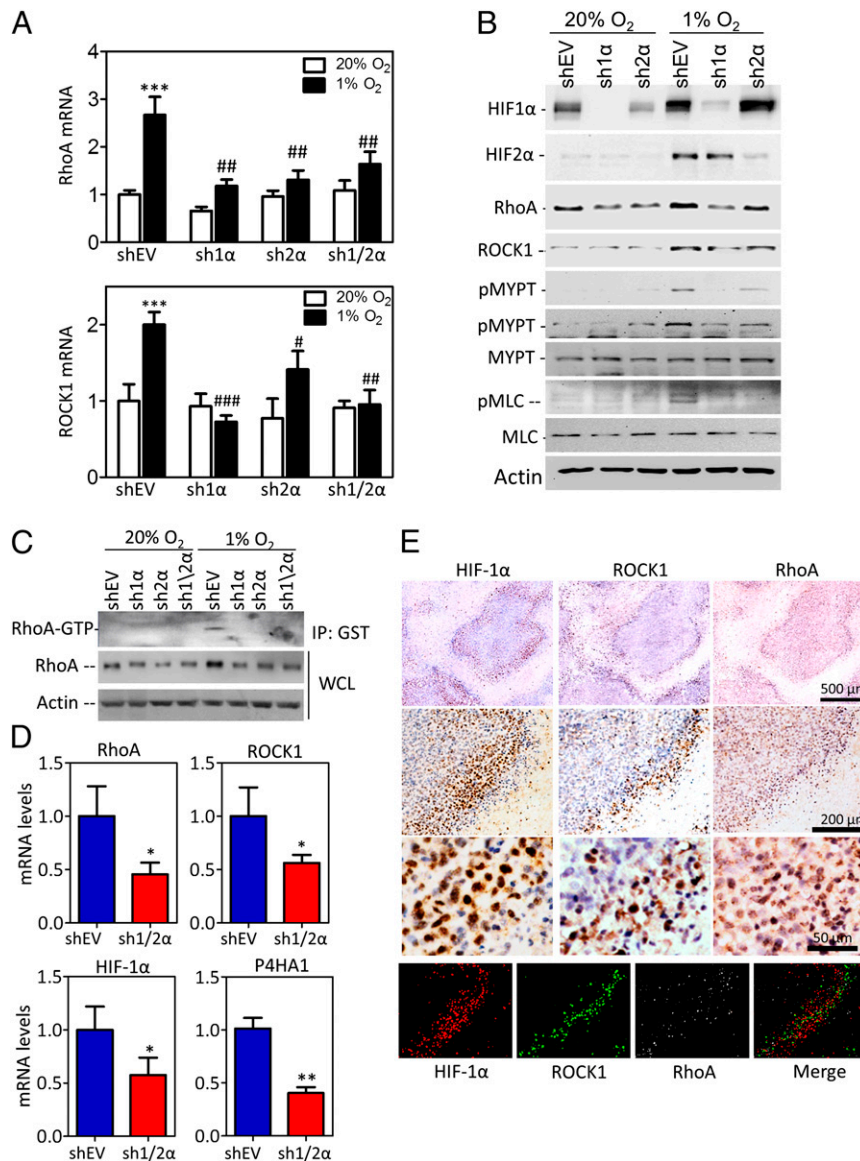 A
RhoA mRNA
4
3
2
1
0
20% O2
1% O2
***
##
##
##
shEV
sh1α
sh2α
sh1/2α
ROCK1 mRNA
2
1
0
20% O2
1% O2
***
###
#
##
shEV
sh1α
sh2α
sh1/2α
B
20% O2
1% O2
shEV
sh1α
sh2α
shEV
sh1α
sh2α
HIF1α -
HIF2α -
RhoA -
ROCK1 -
pMYPT -
pMYPT -
MYPT -
pMLC --
MLC -
Actin
C
20% O2
1% O2
shEV
sh1α
sh2α
sh1\2α
shEV
sh1α
sh2α
sh1\2α
RhoA-GTP-
IP: GST
RhoA --
Actin --
WCL
D
RhoA
mRNA levels
1.5
1.0
0.5
0.0
*
shEV
sh1/2α
ROCK1
1.5
1.0
0.5
0.0
*
shEV
sh1/2α
HIF-1α
mRNA levels
1.5
1.0
0.5
0.0
*
shEV
sh1/2α
P4HA1
1.5
1.0
0.5
0.0
**
shEV
sh1/2α
E
HIF-1α
ROCK1
RhoA
500 μm
200 μm
50 μm
HIF-1α
ROCK1
RhoA
Merge